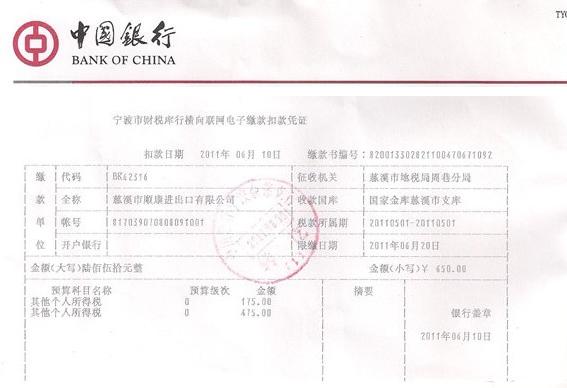 TYC
中国银行
BANK OF CHINA
宁波市财税库行横向联网电子缴款扣款凭证
扣款日期 2011年 06月 10日 缴款书编号:820013302821100470671092
缴 代码 BK62316 征收机关 慈溪市地税局周巷分局
款 全称 慈溪市顺康进出口有限公司 收款国库 国家金库慈溪市支库
单 帐号 817039070808091001 税款所属期 20110501-20110501
位 开户银行 限缴日期 2011年06月20日
金额(大写)陆佰伍拾元整 金额(小写)￥ 650.00
预算科目名称 预算级次 金额 摘要
其他个人所得税 0 175.00
其他个人所得税 0 475.00
银行盖章
2011年06月10日